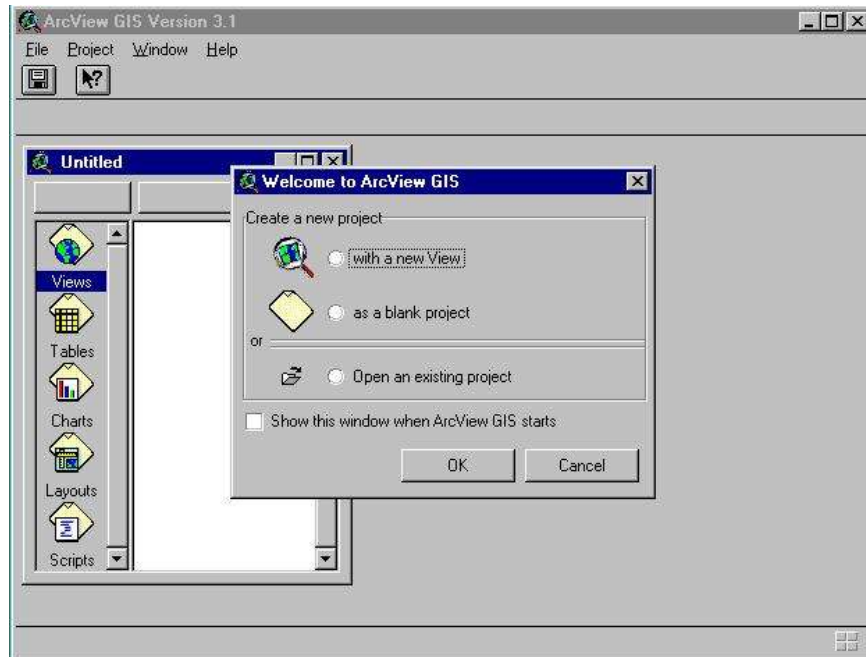 ArcView GIS Version 3.1
File Project Window Help
Untitled
Views
Tables
Charts
Layouts
Scripts
Welcome to ArcView GIS
Create a new project
with a new View
as a blank project
or
Open an existing project
Show this window when ArcView GIS starts
OK Cancel